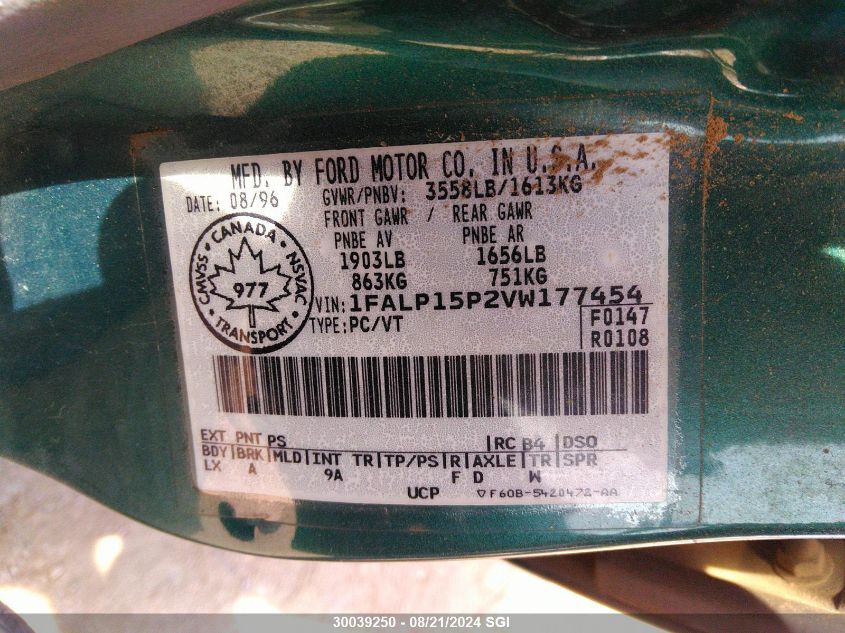 MFD. BY FORD MOTOR CO. IN U.S.A.
DATE: 08/96 GVWR/PNBV: 3558LB/1613KG
FRONT GAWR / REAR GAWR
PNBE AV PNBE AR
1903LB 1656LB
863KG 751KG
CANADA
CMVSS NSVAC
977
TRANSPORT
VIN: 1FALP15P2VW177454
TYPE: PC/VT F0147
R0108
EXT PNT PS RC B4 DSO
BDY BRK MLD INT TR TP/PS R AXLE TR SPR
LX A 9A F D W
UCP F60B-5420472-AA
30039250 - 08/21/2024 SGI